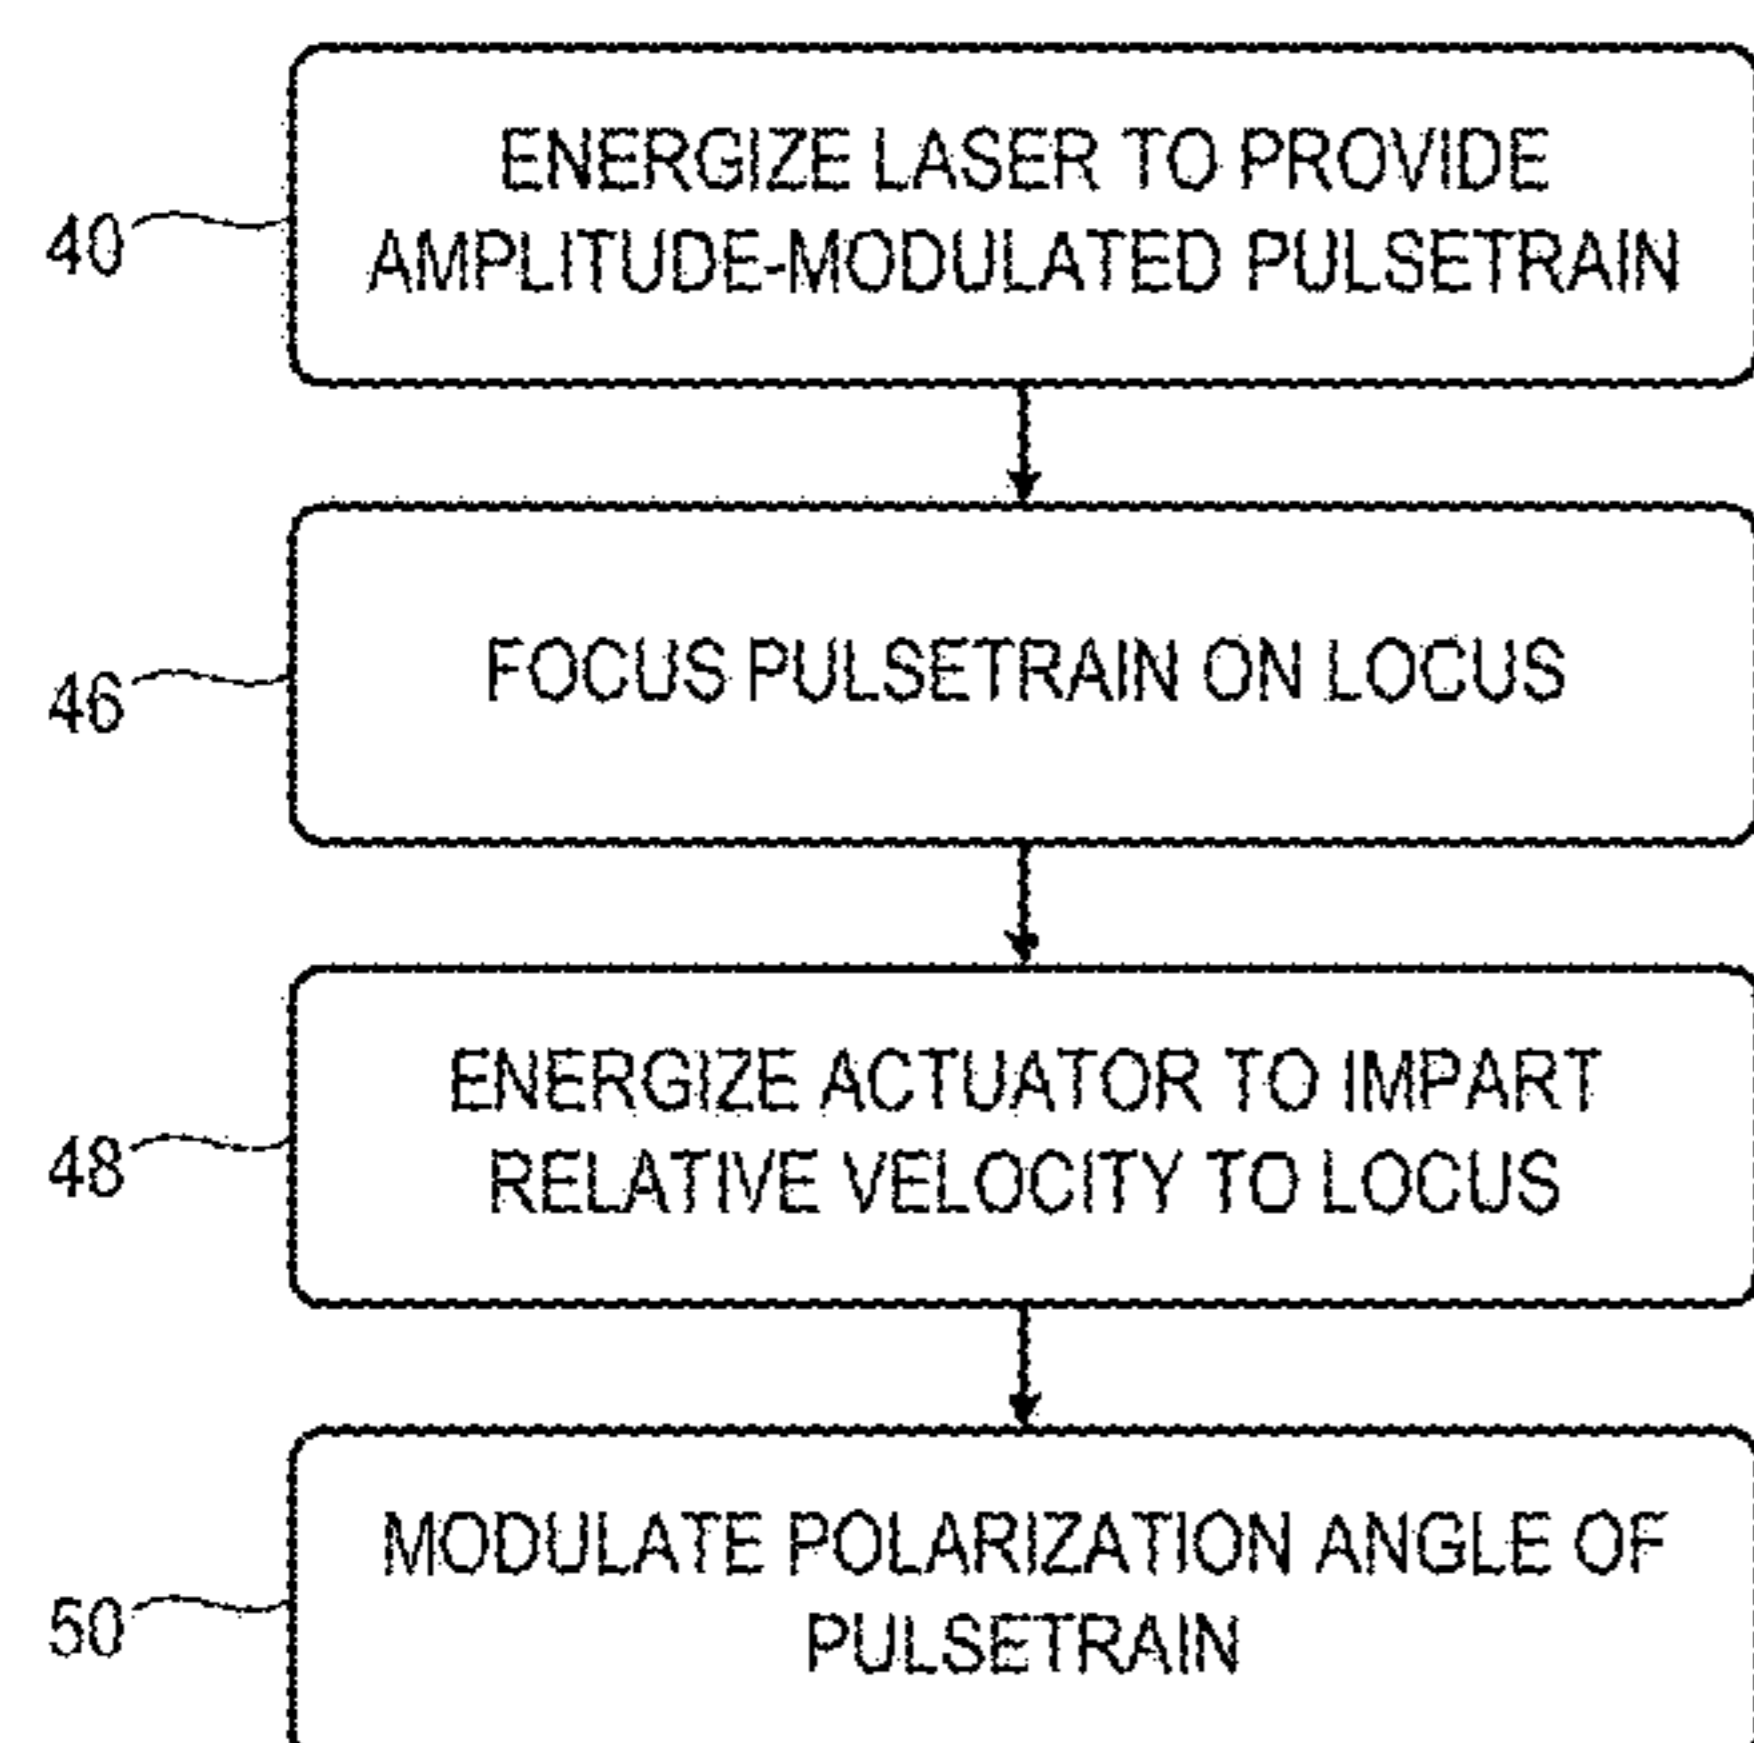 40
ENERGIZE LASER TO PROVIDE
AMPLITUDE-MODULATED PULSETRAIN
46
FOCUS PULSETRAIN ON LOCUS
48
ENERGIZE ACTUATOR TO IMPART
RELATIVE VELOCITY TO LOCUS
50
MODULATE POLARIZATION ANGLE OF
PULSETRAIN